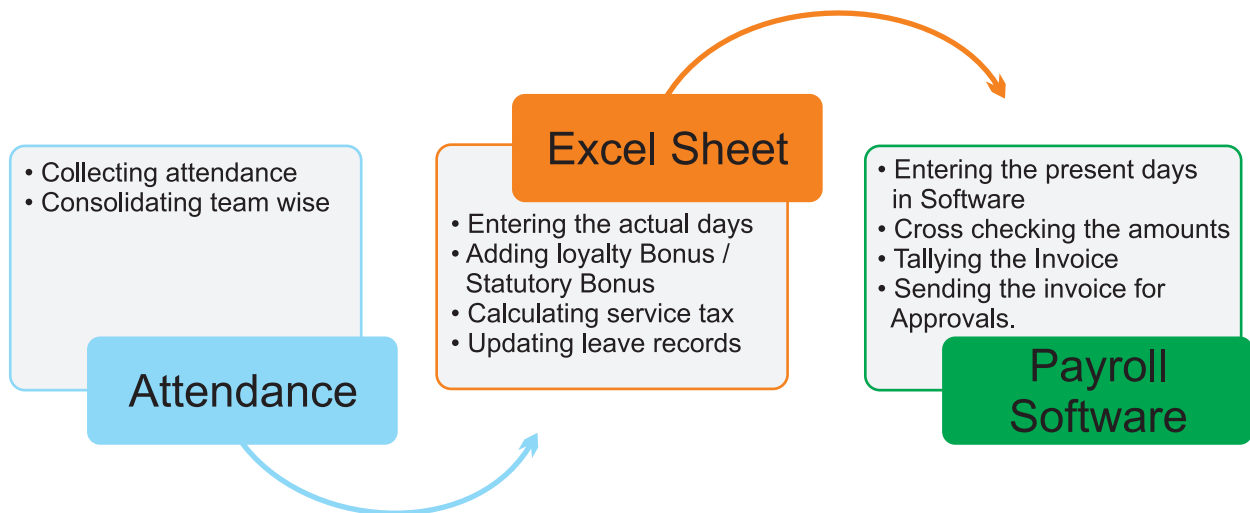 • Collecting attendance
• Consolidating team wise
Attendance
Excel Sheet
• Entering the actual days
• Adding loyalty Bonus /
Statutory Bonus
• Calculating service tax
• Updating leave records
• Entering the present days
in Software
• Cross checking the amounts
• Tallying the Invoice
• Sending the invoice for
Approvals.
Payroll
Software